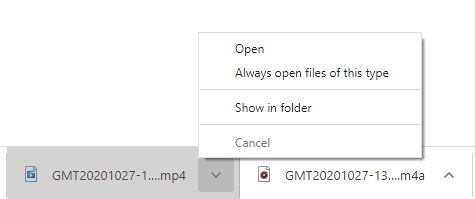 Open
Always open files of this type
Show in folder
Cancel
GMT20201027-1....mp4
GMT20201027-13....m4a